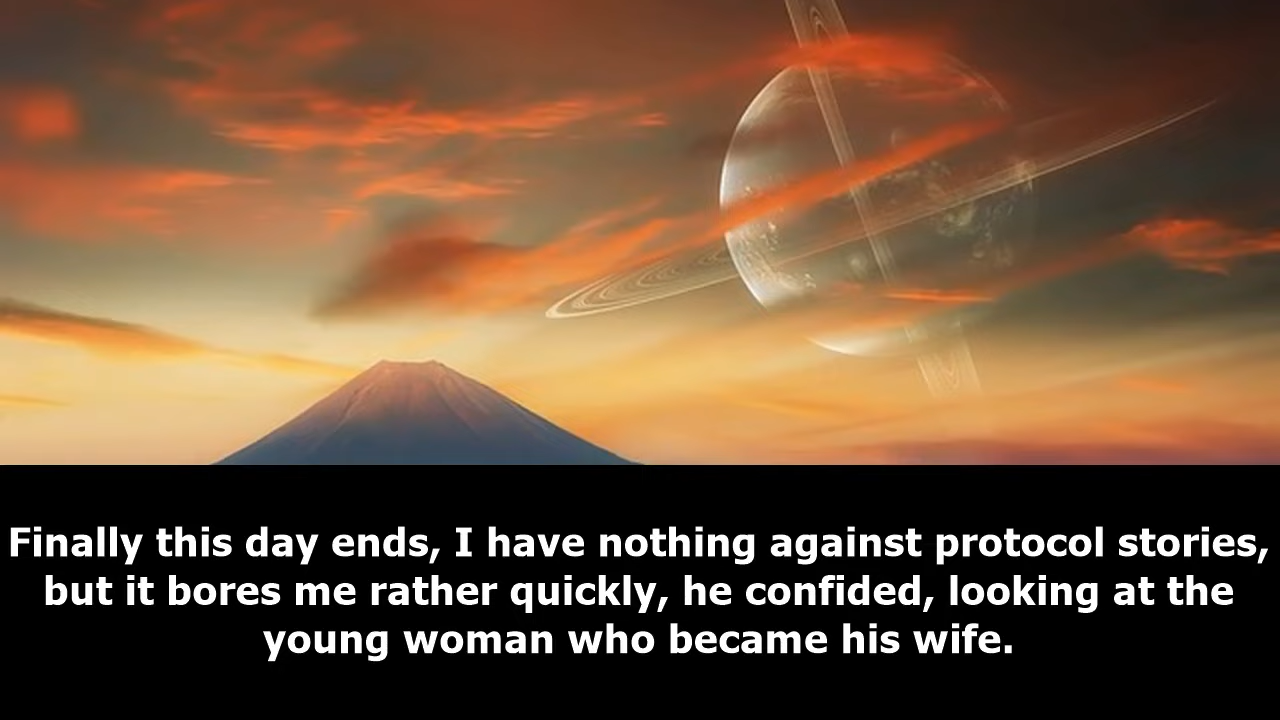 Finally this day ends, I have nothing against protocol stories,
but it bores me rather quickly, he confided, looking at the
young woman who became his wife.